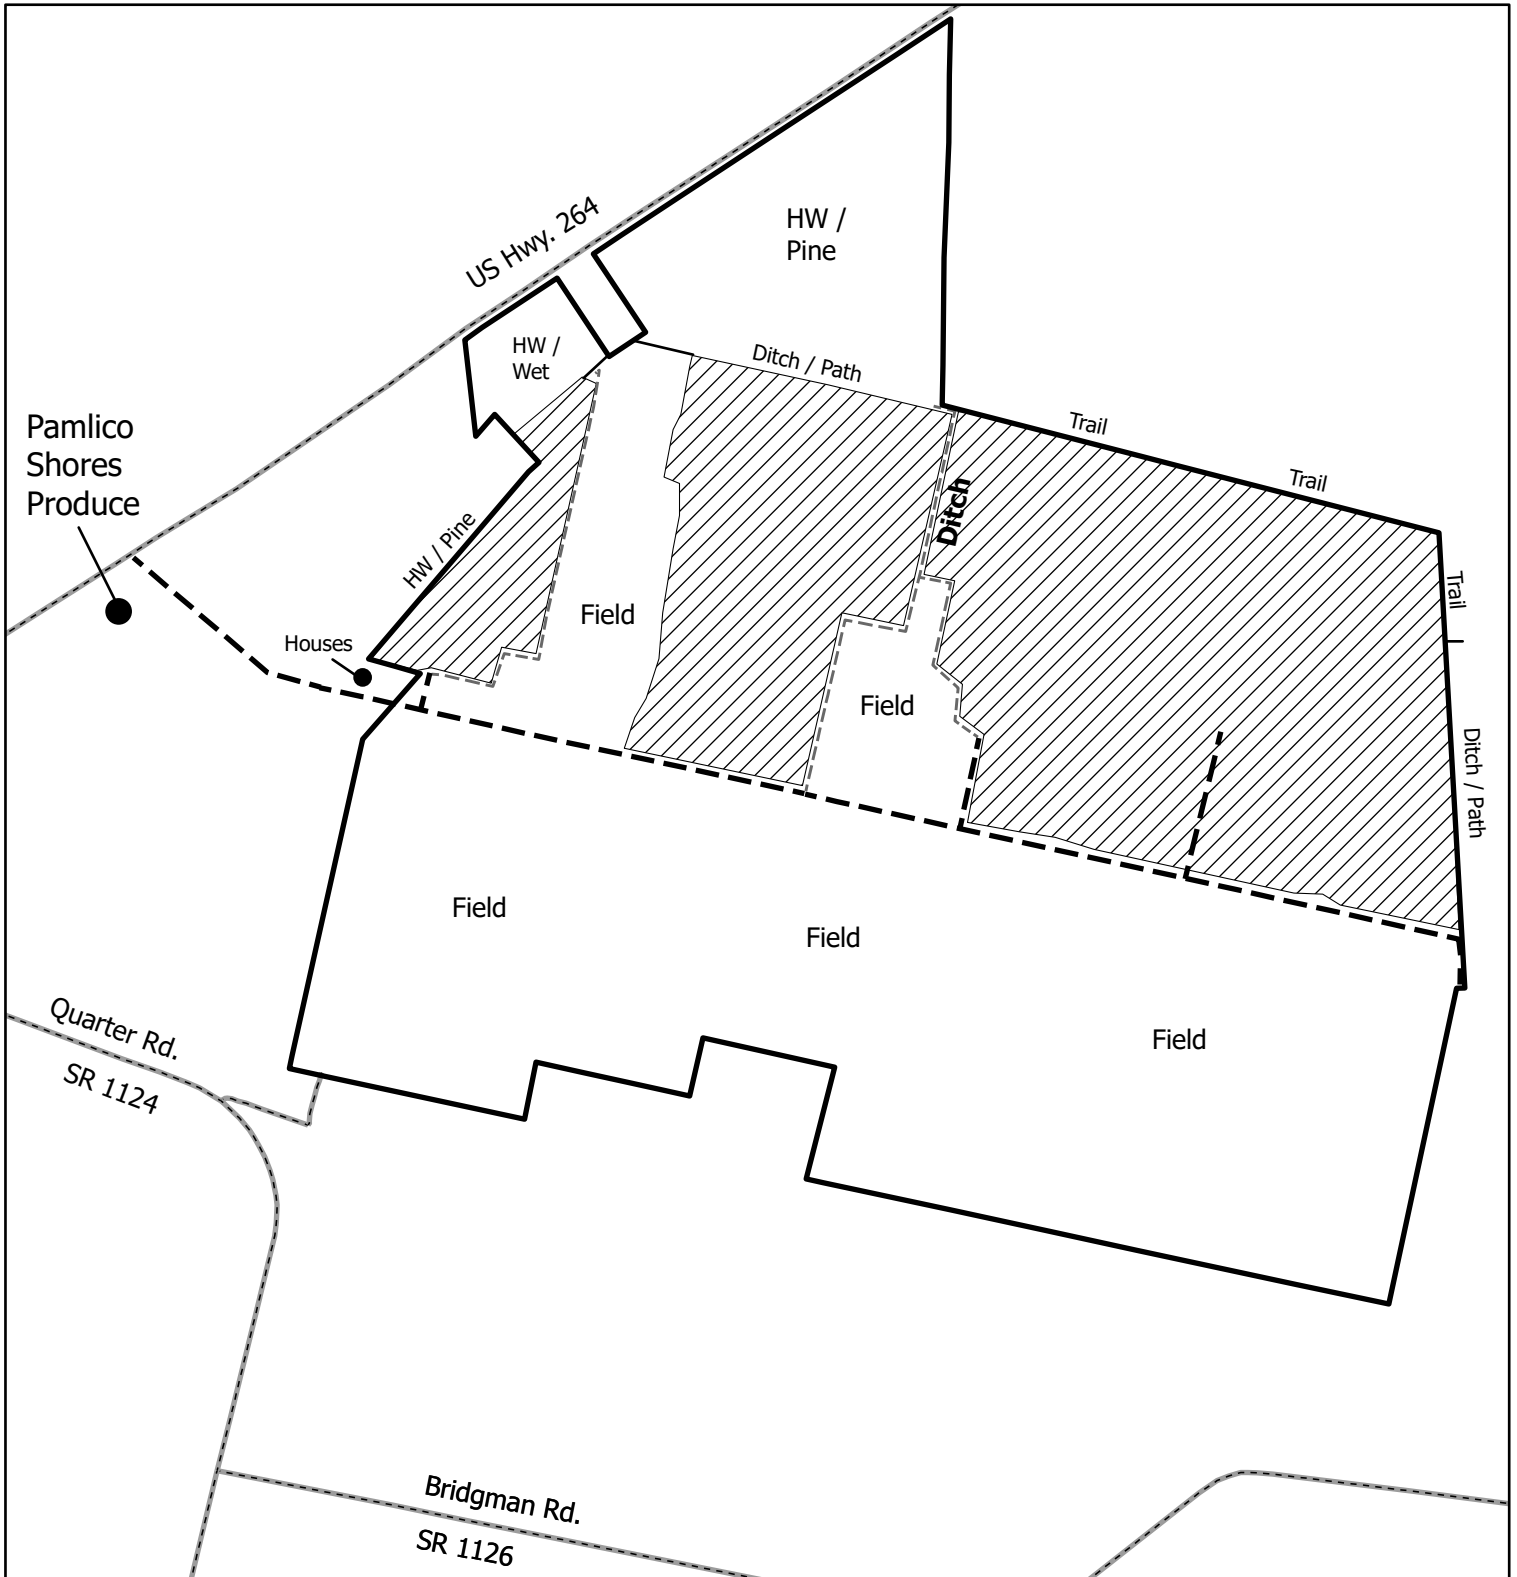 US Hwy. 264
HW /
Pine
HW /
Wet
Ditch / Path
Trail
Trail
Pamlico
Shores
Produce
Ditch
HW / Pine
Trail
Field
Houses
Field
Ditch / Path
Field
Field
Field
Quarter Rd.
SR 1124
Bridgman Rd.
SR 1126